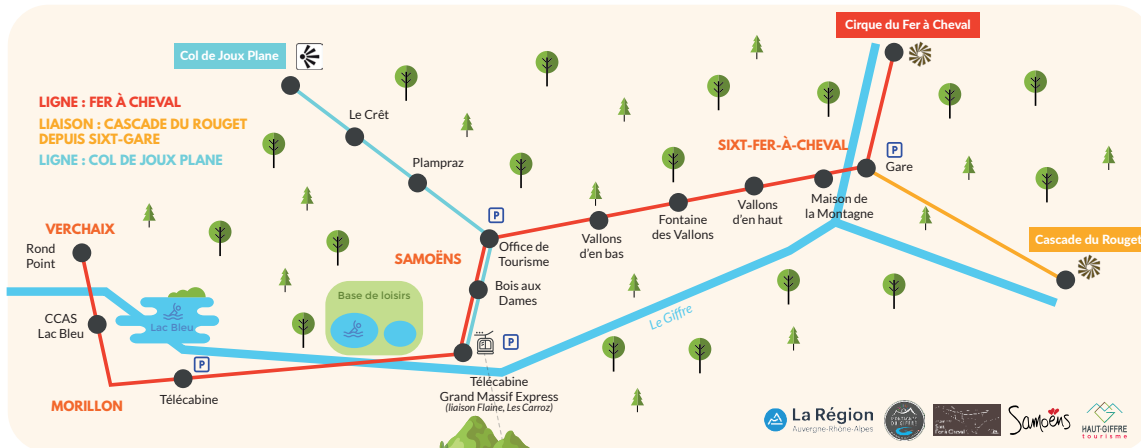 Cirque du Fer à Cheval
Col de Joux Plane
LIGNE : FER À CHEVAL
LIAISON : CASCADE DU ROUGET
DEPUIS SIXT-GARE
LIGNE : COL DE JOUX PLANE
Le Crêt
Plampraz
SIXT-FER-À-CHEVAL
P
Gare
Maison de
la Montagne
Vallons
d'en haut
Fontaine
des Vallons
Vallons
d'en bas
P
Office de
Tourisme
SAMOËNS
Bois aux
Dames
VERCHAIX
Rond
Point
Cascade du Rouget
CCAS
Lac Bleu
Lac Bleu
Base de loisirs
Le Giffre
P
P
Télécabine
MORILLON
Télécabine
Grand Massif Express
(liaison Flaine, Les Carroz)
La Région
Auvergne-Rhône-Alpes
Samoëns
HAUT-GIFFRE
tourisme